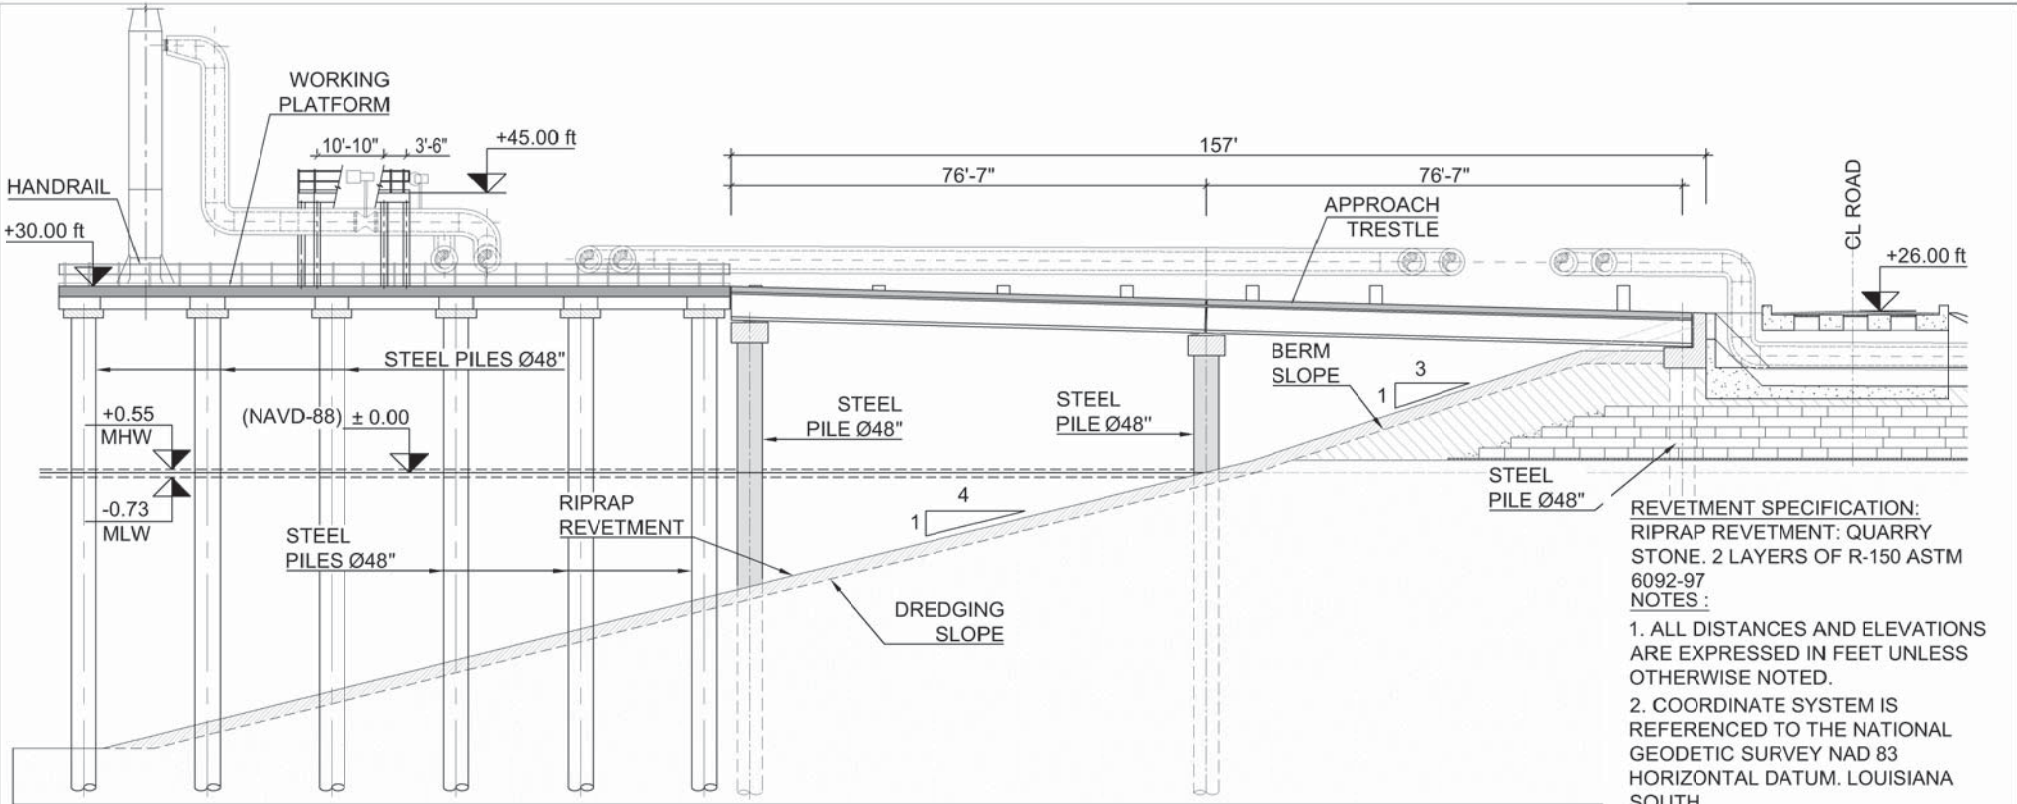 WORKING
PLATFORM
HANDRAIL
+30.00 ft
10'-10"
3'-6"
+45.00 ft
157'
76'-7"
76'-7"
APPROACH
TRESTLE
CL ROAD
+26.00 ft
STEEL PILES Ø48"
+0.55
MHW
(NAVD-88) ± 0.00
-0.73
MLW
STEEL
PILES Ø48"
RIPRAP
REVETMENT
STEEL
PILE Ø48"
STEEL
PILE Ø48"
BERM
SLOPE
3
1
4
1
DREDGING
SLOPE
STEEL
PILE Ø48"
REVETMENT SPECIFICATION:
RIPRAP REVETMENT: QUARRY
STONE. 2 LAYERS OF R-150 ASTM
6092-97
NOTES :
1. ALL DISTANCES AND ELEVATIONS
ARE EXPRESSED IN FEET UNLESS
OTHERWISE NOTED.
2. COORDINATE SYSTEM IS
REFERENCED TO THE NATIONAL
GEODETIC SURVEY NAD 83
HORIZONTAL DATUM. LOUISIANA
SOUTH